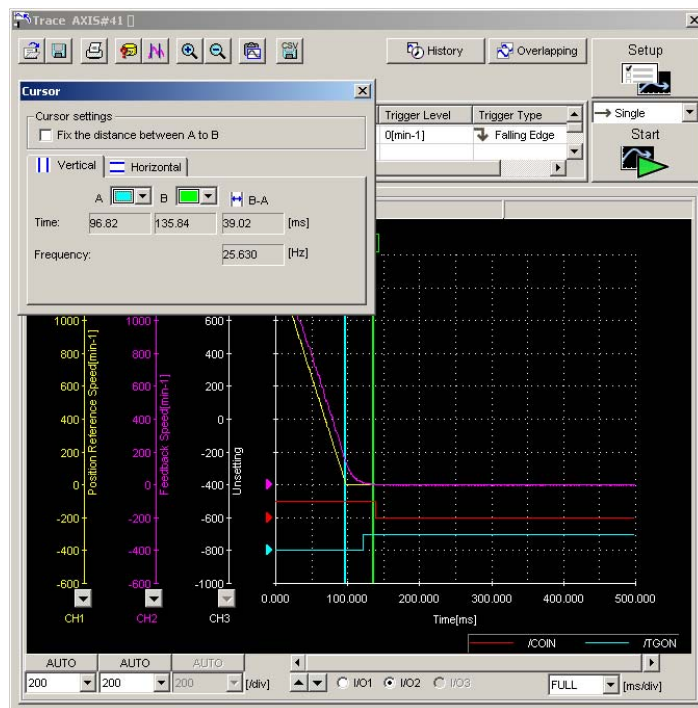 Trace AXIS#41 []
CSV
History
Overlapping
Setup
Cursor
Cursor settings
Fix the distance between A to B
Trigger Level
Trigger Type
Single
0[min-1]
Falling Edge
Start
Vertical
Horizontal
A
B
B-A
Time:
96.82
135.84
39.02
[ms]
Frequency:
25.630
[Hz]
1000
1000
600
800
800
400
600
600
200
400
400
0
200
200
-200
0
0
-400
-200
-200
-600
-400
-400
-800
-600
-600
-1000
Position Reference Speed[min-1]
Feedback Speed[min-1]
Unsetting
0.000
100.000
200.000
300.000
400.000
500.000
CH1
CH2
CH3
Time[ms]
/COIN
/TGON
AUTO
AUTO
AUTO
200
200
200
[/div]
I/O1
I/O2
I/O3
FULL
[ms/div]